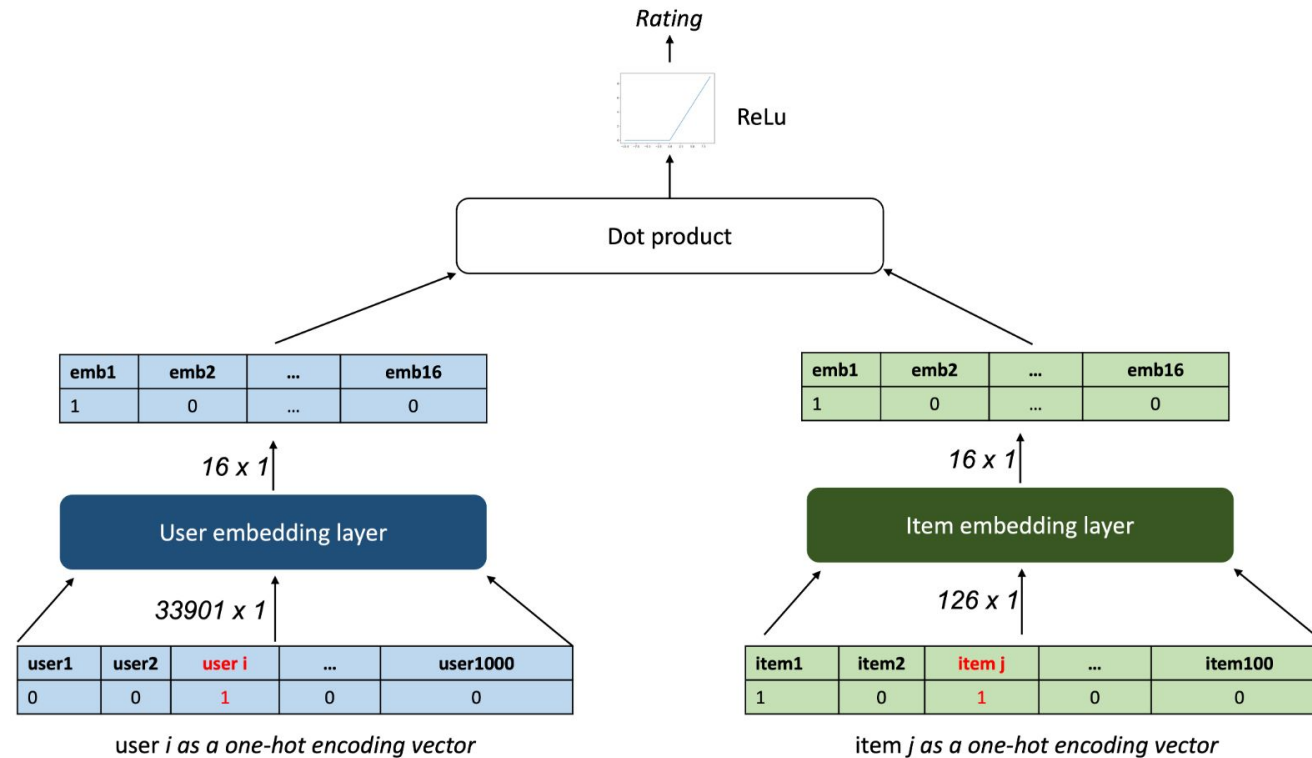 Rating
ReLu
Dot product
emb1 emb2 ... emb16
1 0 ... 0
emb1 emb2 ... emb16
1 0 ... 0
16 x 1
16 x 1
User embedding layer
Item embedding layer
33901 x 1
126 x 1
user1 user2 user i ... user1000
0 0 1 0 0
item1 item2 item j ... item100
1 0 1 0 0
user i as a one-hot encoding vector
item j as a one-hot encoding vector